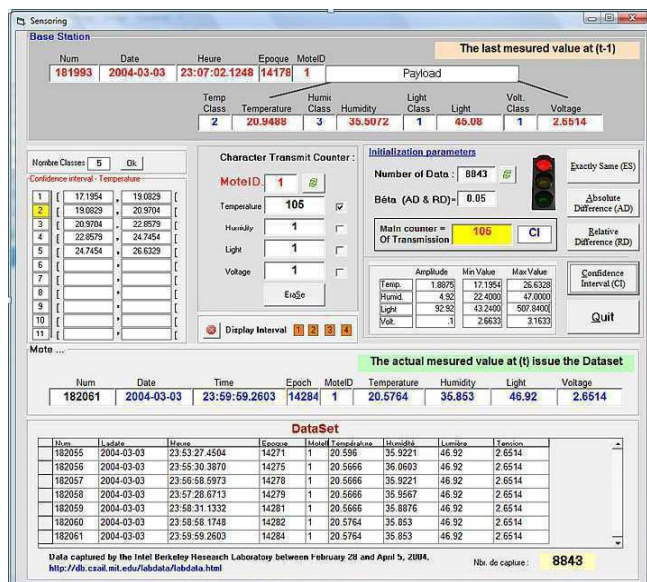 Sensoring
Base Station
The last mesured value at (t-1)
Num Date Heure Epoque MoteID
181993 2004-03-03 23:07:02.1248 14178 1 Payload
Temp Class Temperature Humic Class Humidity Light Class Light Volt. Class Voltage
2 20.9488 3 35.5072 1 45.08 1 2.6514
Nombre Classes 5 Ok
Confidence interval - Temperature
1 [ 17.1954 , 19.0829 [
2 [ 19.0829 , 20.9704 [
3 [ 20.9704 , 22.8579 [
4 [ 22.8579 , 24.7454 [
5 [ 24.7454 , 26.6329 [
6 [ , [
7 [ , [
8 [ , [
9 [ , [
10 [ , [
11 [ , [
Character Transmit Counter :
MoteID. 1
Temperature 105
Humidity 1
Light 1
Voltage 1
EraSe
Display Interval 1 2 3 4
Initialization parameters
Number of Data : 8843
Béta (AD & RD)= 0.05
Main counter = Of Transmission 105 CI
Amplitude Min Value Max Value
Temp. 1.8875 17.1954 26.6328
Humid. 4.92 22.4000 47.0000
Light 92.92 43.2400 507.8400
Volt. .1 2.6633 3.1633
Exactly Same (ES)
Absolute Difference (AD)
Relative Difference (RD)
Confidence Interval (CI)
Quit
Mote ...
The actual mesured value at (t) issue the Dataset
Num Date Time Epoch MoteID Temperature Humidity Light Voltage
182061 2004-03-03 23:59:59.2603 14284 1 20.5764 35.853 46.92 2.6514
DataSet
Num Ladate Heure Epoque MoteI Température Humidité Lumière Tension
182055 2004-03-03 23:53:27.4504 14271 1 20.596 35.9221 46.92 2.6514
182056 2004-03-03 23:55:30.3870 14275 1 20.5666 36.0603 46.92 2.6514
182057 2004-03-03 23:56:58.5973 14278 1 20.5666 35.9221 46.92 2.6514
182058 2004-03-03 23:57:28.6713 14279 1 20.5666 35.9567 46.92 2.6514
182059 2004-03-03 23:58:31.1332 14281 1 20.5666 35.8876 46.92 2.6514
182060 2004-03-03 23:58:58.1748 14282 1 20.5764 35.853 46.92 2.6514
182061 2004-03-03 23:59:59.2603 14284 1 20.5764 35.853 46.92 2.6514
Data captured by the Intel Berkeley Research Laboratory between February 28 and April 5, 2004.
http://db.csail.mit.edu/labdata/labdata.html
Nbr. de capture : 8843